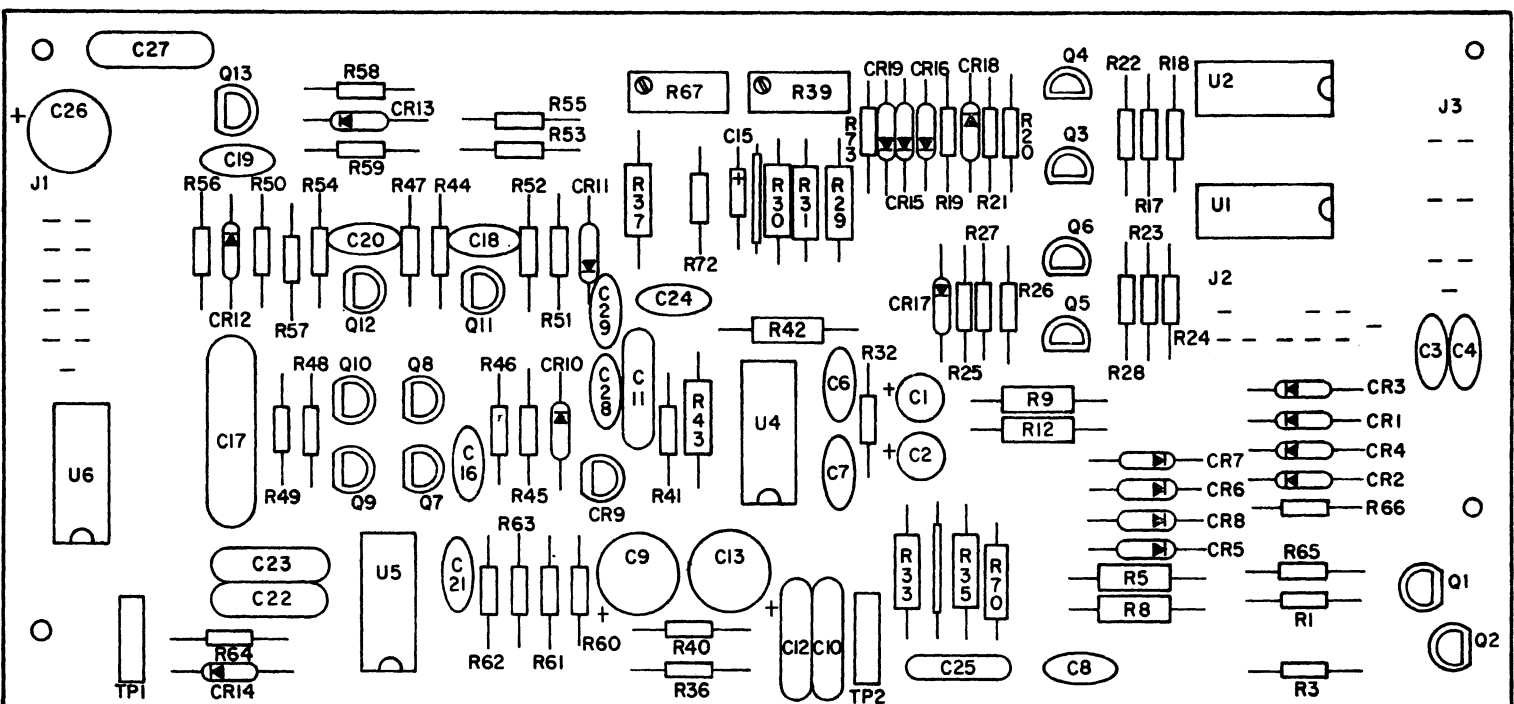 C27
Q13
R58
C26
+
CR13
R59
C19
J1
R55
R53
R67
R39
CR19
CR16
CR18
Q4
R22
R18
U2
J3
R73
R20
Q3
C15
R37
R30
R31
R29
R72
CR15
R19
R21
R17
U1
R56
R50
R54
R47
R44
R52
CR11
C20
C18
CR12
R57
Q12
Q11
R51
C29
C24
R27
Q6
R23
CR17
R26
Q5
J2
R24
R25
R28
R42
C3
C4
R48
Q10
Q8
R46
CR10
C28
C11
R43
R41
U4
C6
R32
+
C1
+
C2
C7
R9
R12
CR3
CR1
CR4
CR2
R66
CR7
CR6
CR8
CR5
C17
U6
R49
Q9
Q7
C16
R45
CR9
C23
C22
U5
C21
R63
R62
R61
R60
C9
+
C13
+
R40
R36
R33
R35
R70
R5
R8
R65
R1
Q1
Q2
R3
TP1
R64
CR14
C12
C10
TP2
C25
C8